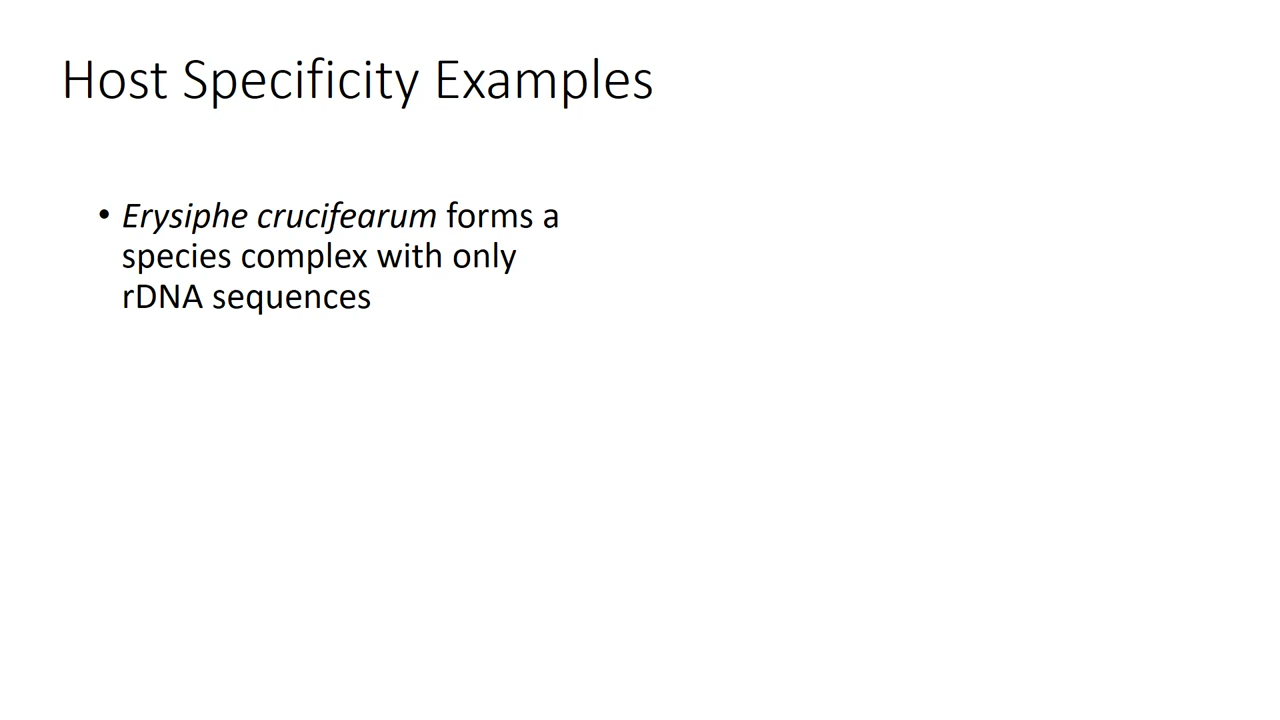 Host Specificity Examples
• Erysiphe crucifearum forms a
species complex with only
rDNA sequences